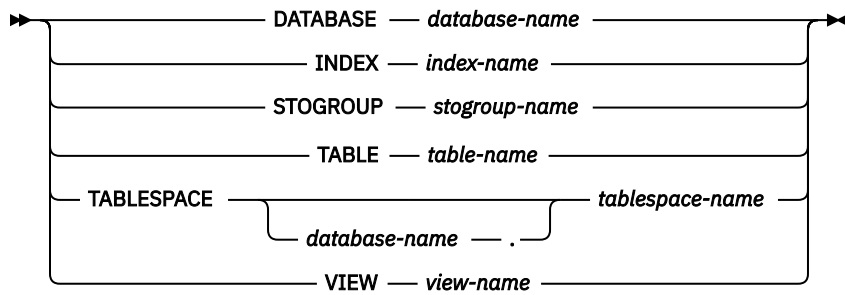 DATABASE database-name
INDEX index-name
STOGROUP stogroup-name
TABLE table-name
TABLESPACE tablespace-name
database-name .
VIEW view-name